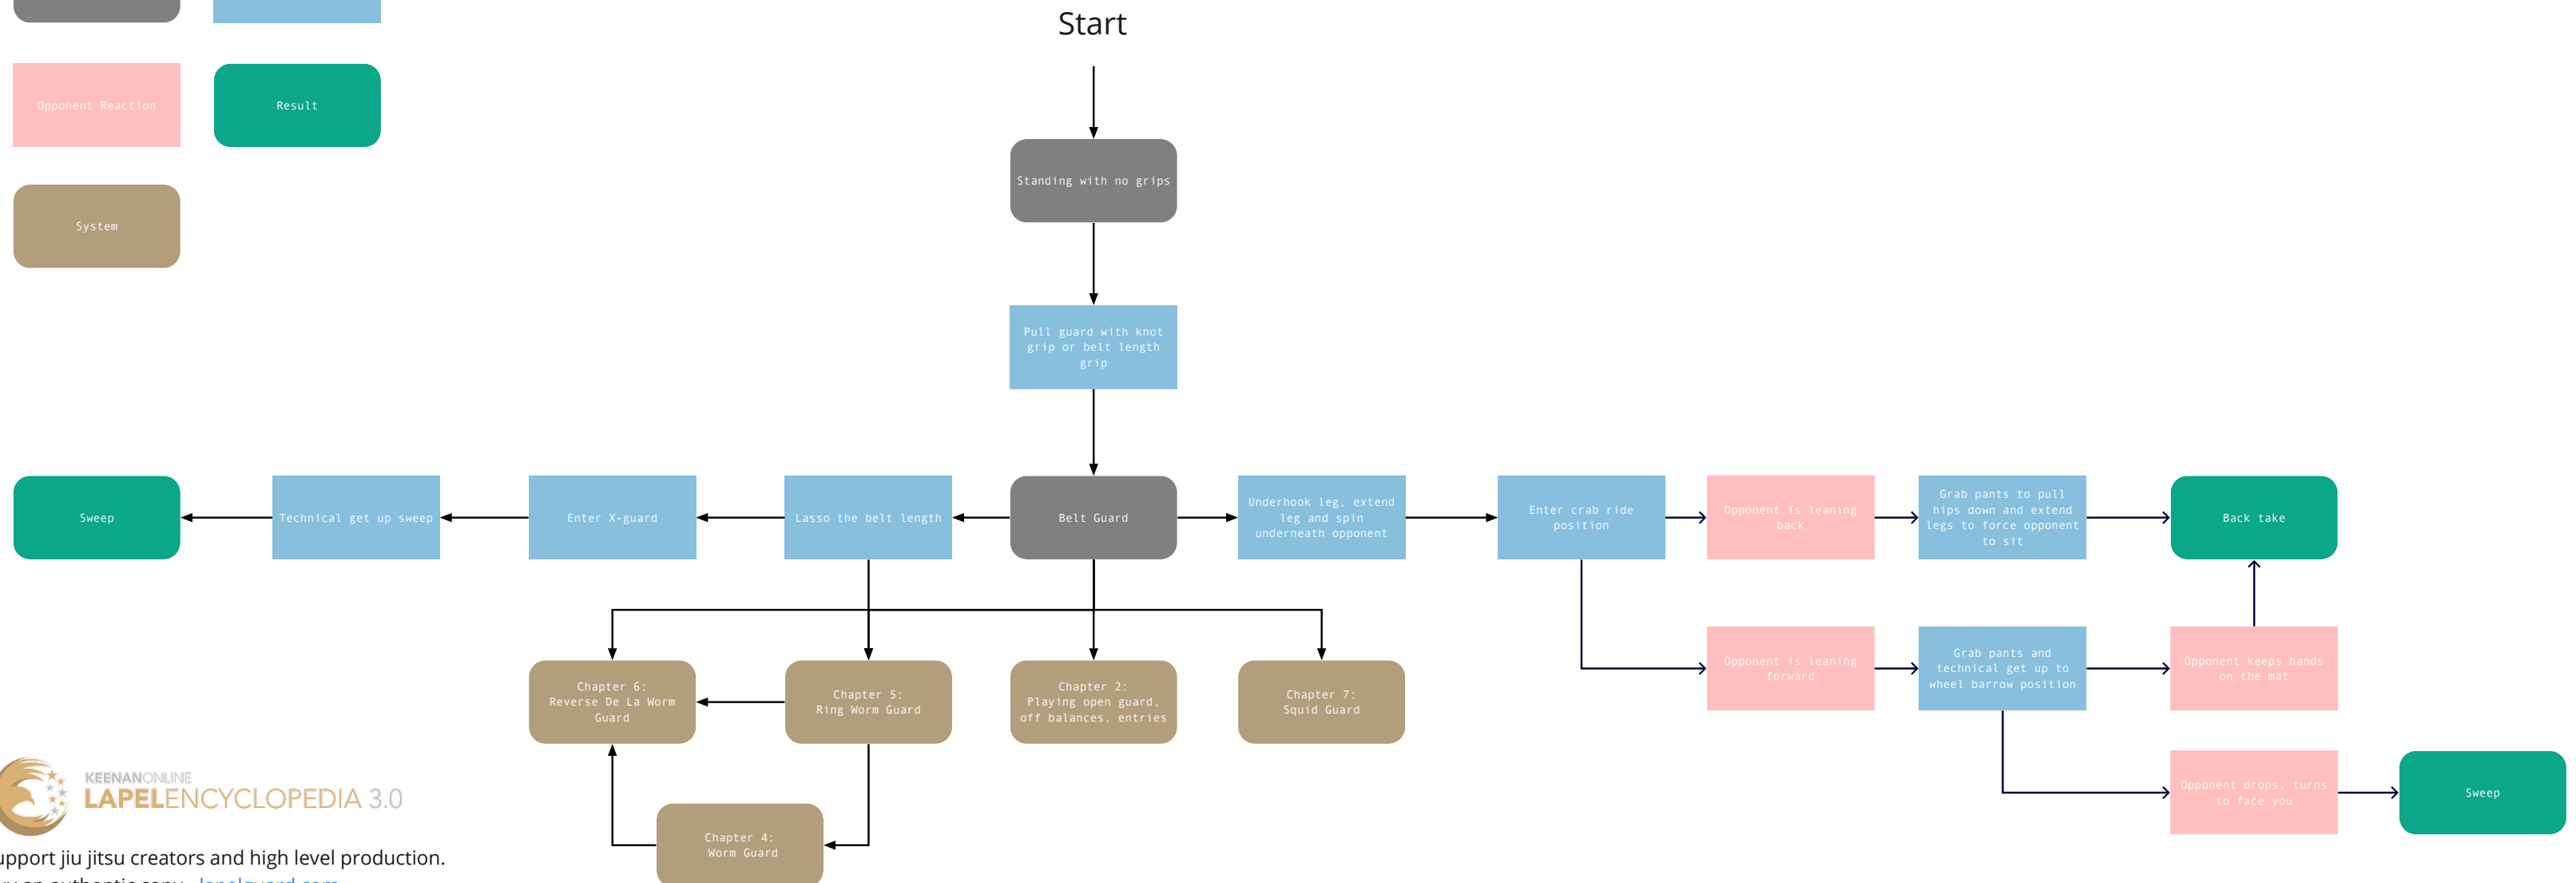 Start
Opponent Reaction
Result
Standing with no grips
System
Pull guard with knot
grip or belt length
grip
Sweep
Technical get up sweep
Enter X-guard
Lasso the belt length
Belt Guard
Underhook leg, extend
leg and spin
underneath opponent
Enter crab ride
position
Opponent is leaning
back
Grab pants to pull
hips down and extend
legs to force opponent
to sit
Back take
Opponent is leaning
forward
Grab pants and
technical get up to
wheel barrow position
Opponent keeps hands
on the mat
Chapter 6:
Reverse De La Worm
Guard
Chapter 5:
Ring Worm Guard
Chapter 2:
Playing open guard,
off balances, entries
Chapter 7:
Squid Guard
Opponent drops, turns
to face you
Sweep
Chapter 4:
Worm Guard
KEENANONLINE
LAPELENCYCLOPEDIA 3.0
upport jiu jitsu creators and high level production.